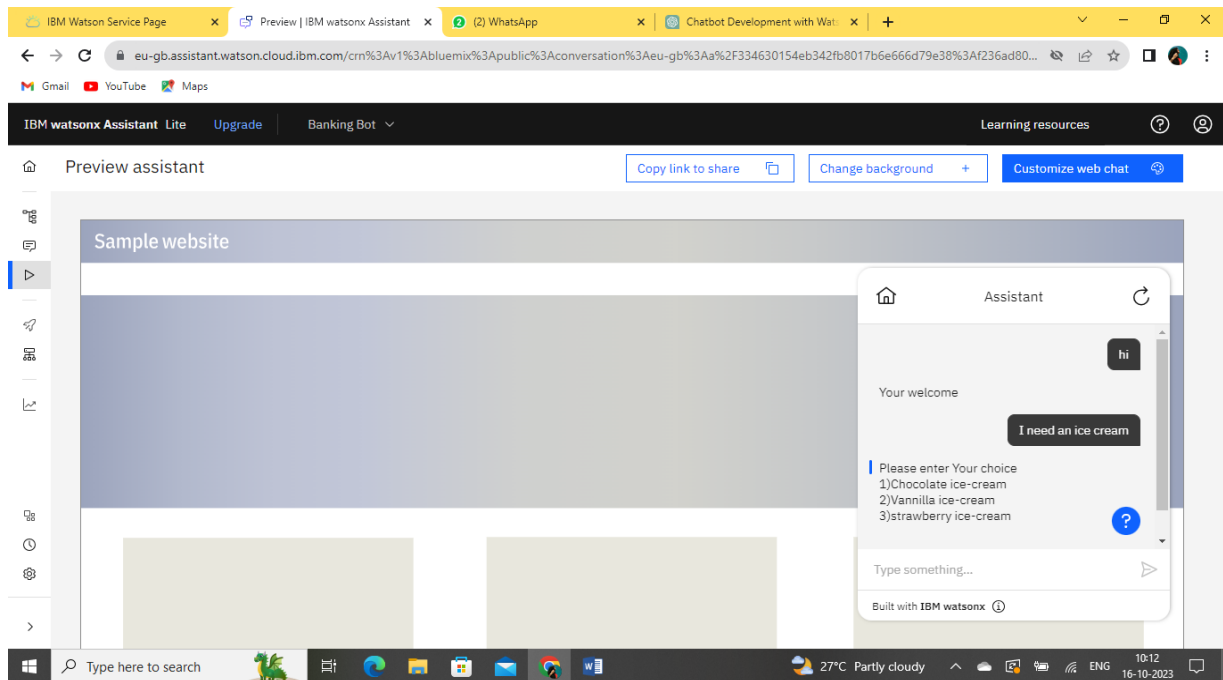 IBM Watson Service Page
Preview | IBM watsonx Assistant
2 (2) WhatsApp
Chatbot Development with Wats
eu-gb.assistant.watson.cloud.ibm.com/crn%3Av1%3Abluemix%3Apublic%3Aconversation%3Aeu-gb%3Aa%2F334630154eb342fb8017b6e666d79e38%3Af236ad80...
Gmail YouTube Maps
IBM watsonx Assistant Lite Upgrade Banking Bot Learning resources
Preview assistant Copy link to share Change background + Customize web chat
Sample website
Assistant
hi
Your welcome
I need an ice cream
Please enter Your choice
1)Chocolate ice-cream
2)Vannilla ice-cream
3)strawberry ice-cream
?
Type something...
Built with IBM watsonx
Type here to search 27°C Partly cloudy ENG 10:12
16-10-2023